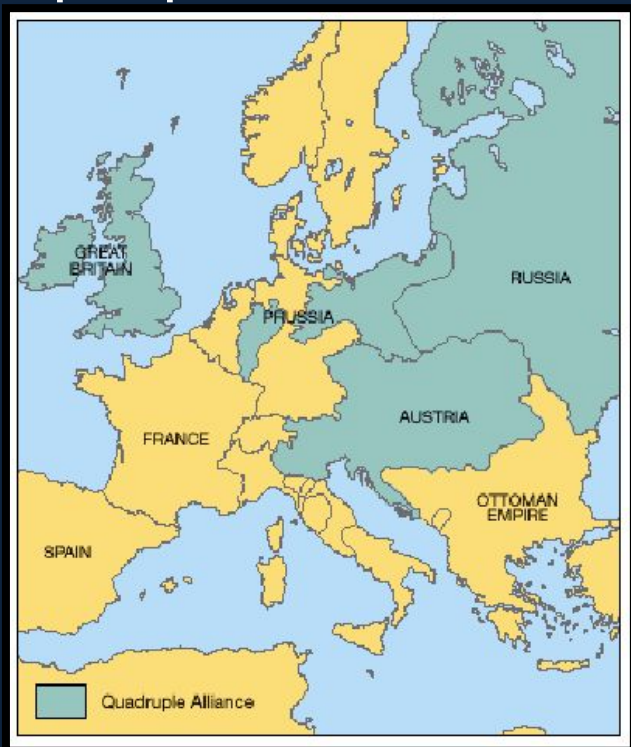 GREAT
BRITAIN
PRUSSIA
RUSSIA
FRANCE
AUSTRIA
OTTOMAN
EMPIRE
SPAIN
Quadruple Alliance